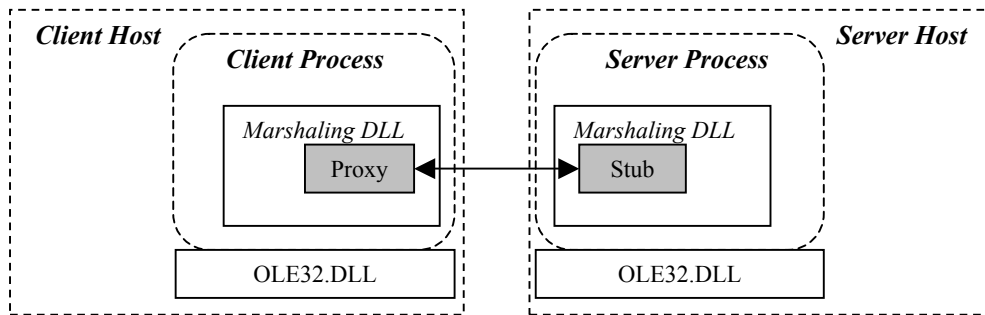 Client Host
Server Host
Client Process
Server Process
Marshaling DLL
Marshaling DLL
Proxy
Stub
OLE32.DLL
OLE32.DLL